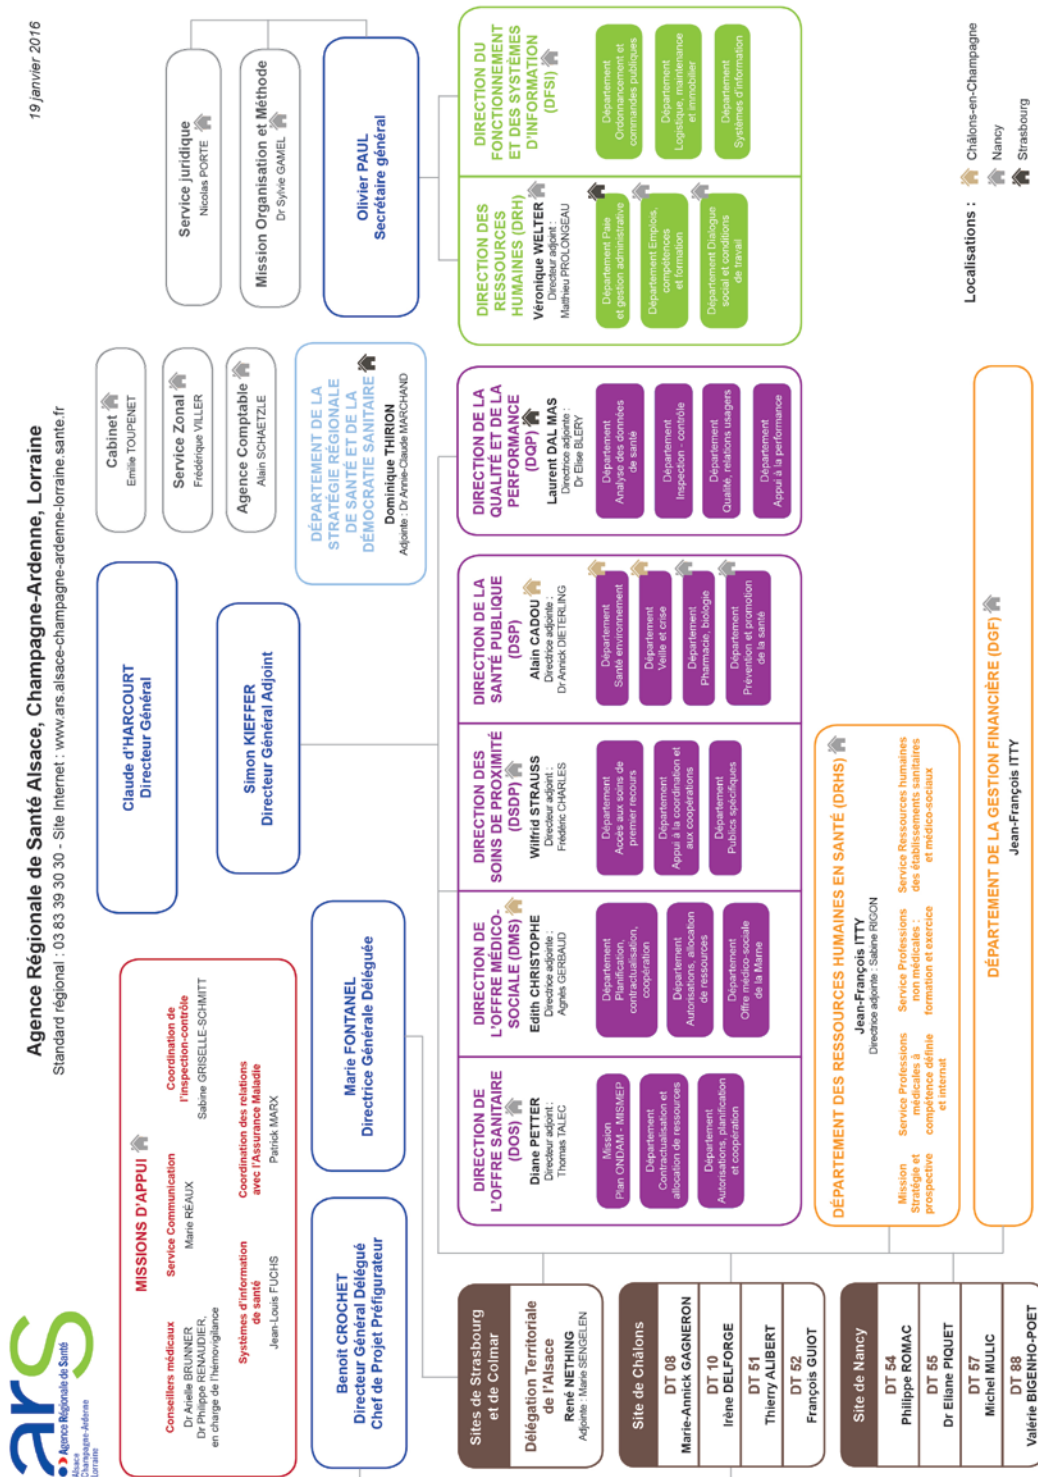 ars
Agence Régionale de Santé
Alsace
Champagne-Ardenne
Lorraine
Agence Régionale de Santé Alsace, Champagne-Ardenne, Lorraine
Standard régional : 03 83 39 30 30 - Site Internet : www.ars.alsace-champagne-ardenne-lorraine.sante.fr
19 janvier 2016
MISSIONS D'APPUI
Conseillers médicaux
Dr Arielle BRUNNER
Dr Philippe RENAUDIER,
en charge de l'hémovigilance
Service Communication
Marie RÉAUX
Coordination de
l'inspection-contrôle
Sabine GRISELLE-SCHMITT
Systèmes d'information
de santé
Jean-Louis FUCHS
Coordination des relations
avec l'Assurance Maladie
Patrick MARX
Claude d'HARCOURT
Directeur Général
Cabinet
Emilie TOUPENET
Service Zonal
Frédérique VILLER
Agence Comptable
Alain SCHAETZLE
Service juridique
Nicolas PORTE
Mission Organisation et Méthode
Dr Sylvie GAMEL
Benoit CROCHET
Directeur Général Délégué
Chef de Projet Préfigurateur
Marie FONTANEL
Directrice Générale Déléguée
Simon KIEFFER
Directeur Général Adjoint
DÉPARTEMENT DE LA
STRATÉGIE RÉGIONALE
DE SANTÉ ET DE LA
DÉMOCRATIE SANITAIRE
Dominique THIRION
Adjointe : Dr Annie-Claude MARCHAND
Olivier PAUL
Secrétaire général
Sites de Strasbourg
et de Colmar
Délégation Territoriale
de l'Alsace
René NETHING
Adjointe : Marie SENGELEN
Site de Châlons
DT 08
Marie-Annick GAGNERON
DT 10
Irène DELFORGE
DT 51
Thierry ALIBERT
DT 52
François GUIOT
Site de Nancy
DT 54
Philippe ROMAC
DT 55
Dr Eliane PIQUET
DT 57
Michel MULIC
DT 88
Valérie BIGENHO-POET
DIRECTION DE
L'OFFRE SANITAIRE
(DOS)
Diane PETTER
Directeur adjoint :
Thomas TALEC
Mission
Plan ONDAM - MISMEP
Département
Contractualisation et
allocation de ressources
Département
Autorisations, planification
et coopération
DIRECTION DE
L'OFFRE MÉDICO-
SOCIALE (DMS)
Edith CHRISTOPHE
Directrice adjointe :
Agnès GERBAUD
Département
Planification,
contractualisation,
coopération
Département
Autorisations, allocation
de ressources
Département
Offre médico-sociale
de la Marne
DIRECTION DES
SOINS DE PROXIMITÉ
(DSDP)
Wilfrid STRAUSS
Directeur adjoint :
Frédéric CHARLES
Département
Accès aux soins de
premier recours
Département
Appui à la coordination et
aux coopérations
Département
Publics spécifiques
DIRECTION DE LA
SANTÉ PUBLIQUE
(DSP)
Alain CADOU
Directrice adjointe :
Dr Annick DIETERLING
Département
Santé environnement
Département
Veille et crise
Département
Pharmacie, biologie
Département
Prévention et promotion
de la santé
DIRECTION DE LA
QUALITÉ ET DE LA
PERFORMANCE
(DQP)
Laurent DAL MAS
Directrice adjointe :
Dr Elise BLERY
Département
Analyse des données
de santé
Département
Inspection - contrôle
Département
Qualité, relations usagers
Département
Appui à la performance
DIRECTION DES
RESSOURCES
HUMAINES (DRH)
Véronique WELTER
Directeur adjoint :
Matthieu PROLONGEAU
Département Paie
et gestion administrative
Département Emplois,
compétences
et formation
Département Dialogue
social et conditions
de travail
DIRECTION DU
FONCTIONNEMENT
ET DES SYSTÈMES
D'INFORMATION
(DFSI)
Département
Ordonnancement et
commandes publiques
Département
Logistique, maintenance
et immobilier
Département
Systèmes d'information
DÉPARTEMENT DES RESSOURCES HUMAINES EN SANTÉ (DRHS)
Jean-François ITTY
Directrice adjointe : Sabine RIGON
Mission
Stratégie et
prospective
Service Professions
médicales à
compétence définie
et internat
Service Professions
non médicales :
formation et exercice
Service Ressources humaines
des établissements sanitaires
et médico-sociaux
DÉPARTEMENT DE LA GESTION FINANCIÈRE (DGF)
Jean-François ITTY
Localisations :
Châlons-en-Champagne
Nancy
Strasbourg